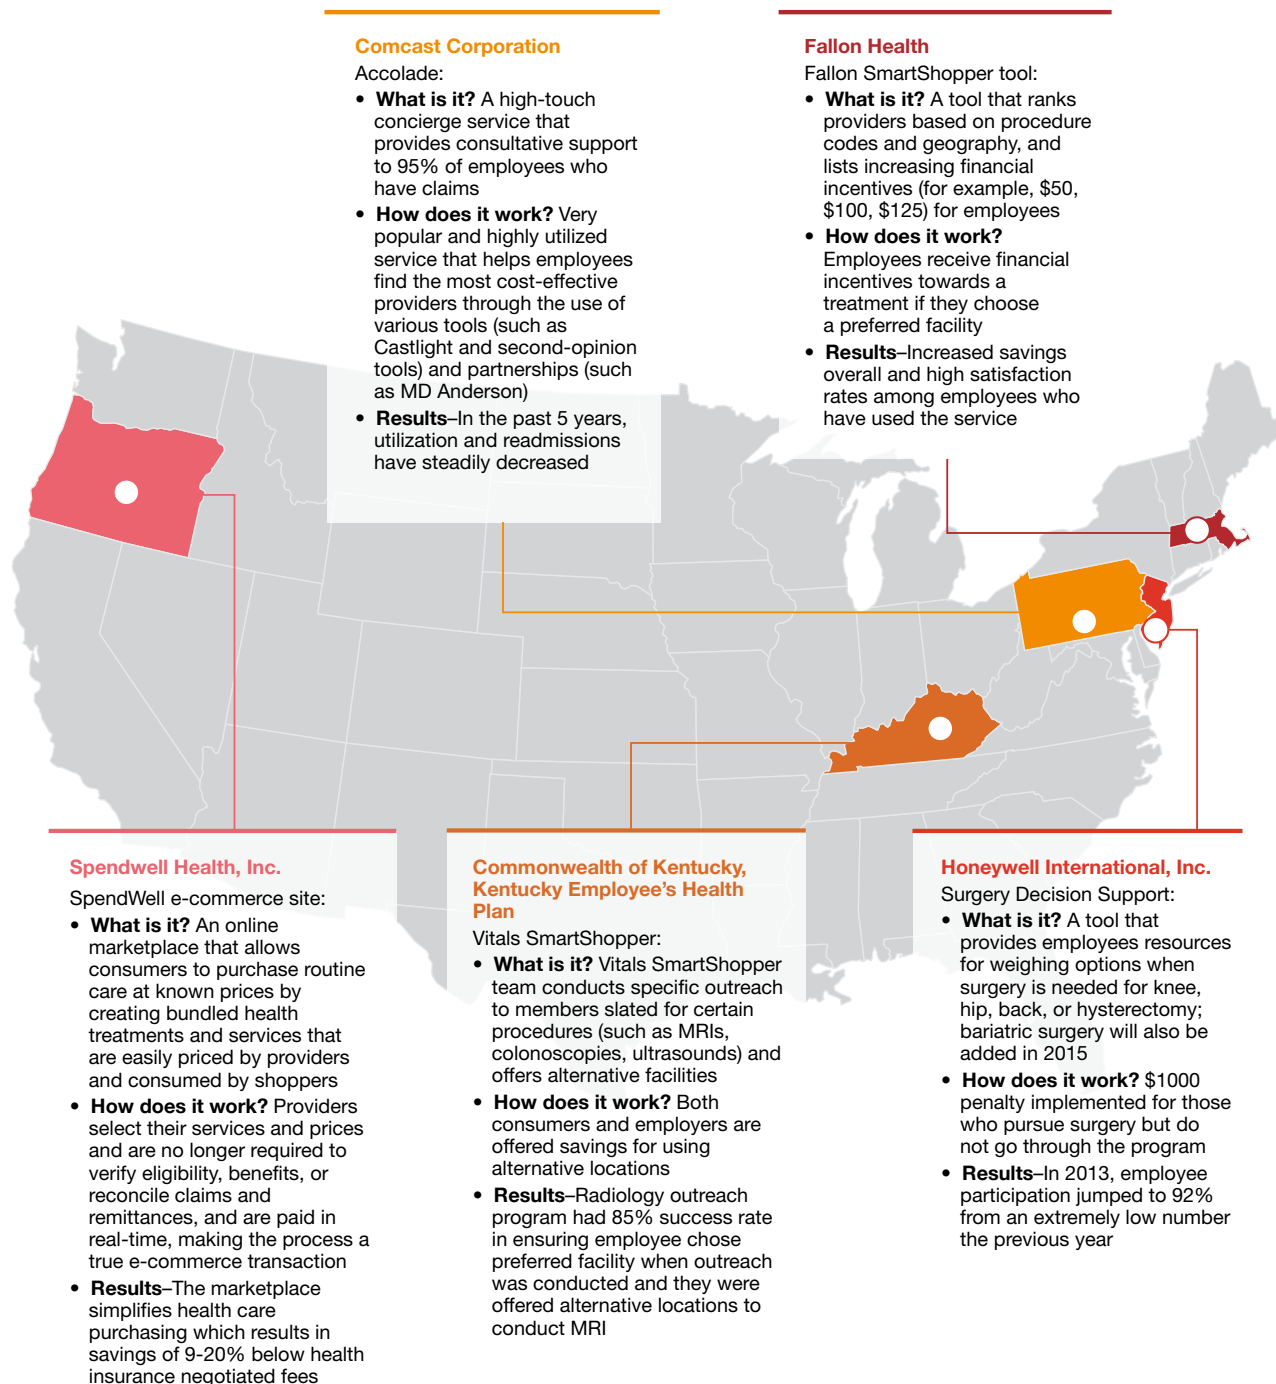 Comcast Corporation
Accolade:
• What is it? A high-touch
concierge service that
provides consultative support
to 95% of employees who
have claims
• How does it work? Very
popular and highly utilized
service that helps employees
find the most cost-effective
providers through the use of
various tools (such as
Castlight and second-opinion
tools) and partnerships (such
as MD Anderson)
• Results–In the past 5 years,
utilization and readmissions
have steadily decreased
Fallon Health
Fallon SmartShopper tool:
• What is it? A tool that ranks
providers based on procedure
codes and geography, and
lists increasing financial
incentives (for example, $50,
$100, $125) for employees
• How does it work?
Employees receive financial
incentives towards a
treatment if they choose
a preferred facility
• Results–Increased savings
overall and high satisfaction
rates among employees who
have used the service
Spendwell Health, Inc.
SpendWell e-commerce site:
• What is it? An online
marketplace that allows
consumers to purchase routine
care at known prices by
creating bundled health
treatments and services that
are easily priced by providers
and consumed by shoppers
• How does it work? Providers
select their services and prices
and are no longer required to
verify eligibility, benefits, or
reconcile claims and
remittances, and are paid in
real-time, making the process a
true e-commerce transaction
• Results–The marketplace
simplifies health care
purchasing which results in
savings of 9-20% below health
insurance negotiated fees
Commonwealth of Kentucky,
Kentucky Employee's Health
Plan
Vitals SmartShopper:
• What is it? Vitals SmartShopper
team conducts specific outreach
to members slated for certain
procedures (such as MRIs,
colonoscopies, ultrasounds) and
offers alternative facilities
• How does it work? Both
consumers and employers are
offered savings for using
alternative locations
• Results–Radiology outreach
program had 85% success rate
in ensuring employee chose
preferred facility when outreach
was conducted and they were
offered alternative locations to
conduct MRI
Honeywell International, Inc.
Surgery Decision Support:
• What is it? A tool that
provides employees resources
for weighing options when
surgery is needed for knee,
hip, back, or hysterectomy;
bariatric surgery will also be
added in 2015
• How does it work? $1000
penalty implemented for those
who pursue surgery but do
not go through the program
• Results–In 2013, employee
participation jumped to 92%
from an extremely low number
the previous year